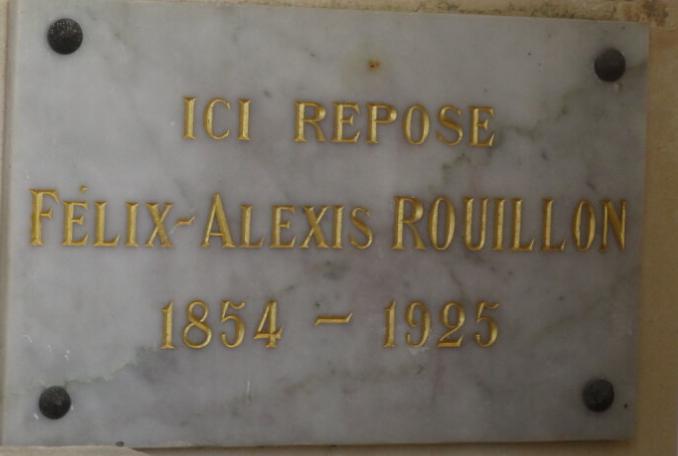 ICI REPOSE
FÉLIX-ALEXIS ROUILLON
1854 - 1925